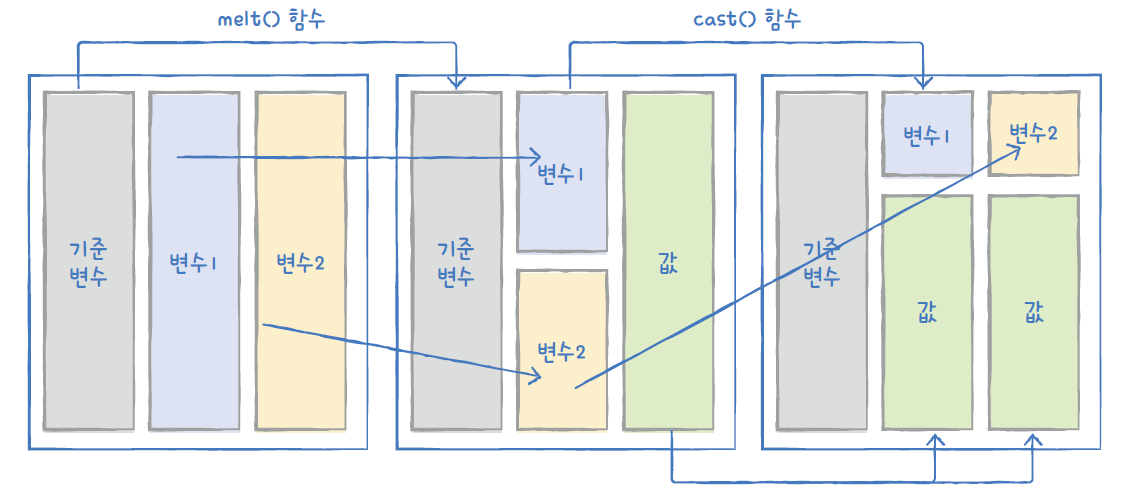 melt() 함수
cast() 함수
기준
변수
변수1
변수2
기준
변수
변수1
변수2
값
기준
변수
변수1
변수2
값
값